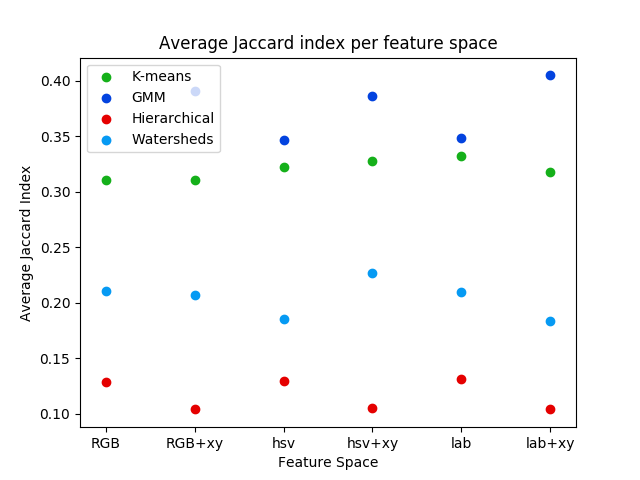 Average Jaccard index per feature space
K-means
GMM
Hierarchical
Watersheds
0.40
0.35
0.30
0.25
0.20
0.15
0.10
Average Jaccard Index
RGB
RGB+xy
hsv
hsv+xy
lab
lab+xy
Feature Space